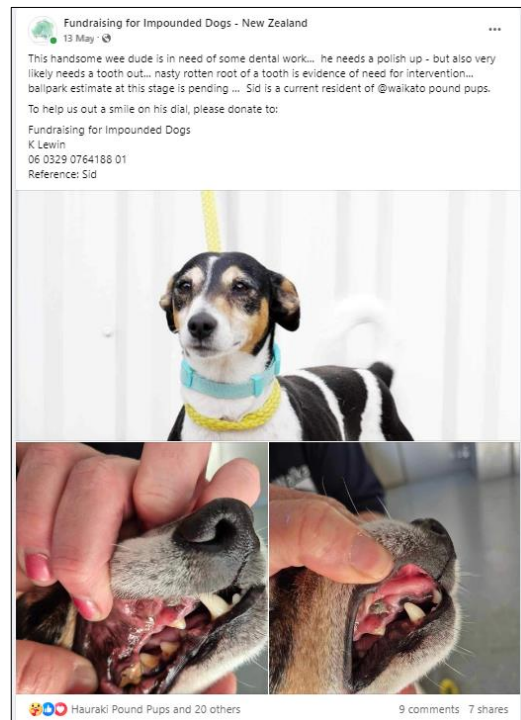 Fundraising for Impounded Dogs - New Zealand
13 May ·
This handsome wee dude is in need of some dental work... he needs a polish up - but also very
likely needs a tooth out... nasty rotten root of a tooth is evidence of need for intervention...
ballpark estimate at this stage is pending ... Sid is a current resident of @waikato pound pups.
To help us out a smile on his dial, please donate to:
Fundraising for Impounded Dogs
K Lewin
06 0329 0764188 01
Reference: Sid
Hauraki Pound Pups and 20 others
9 comments 7 shares